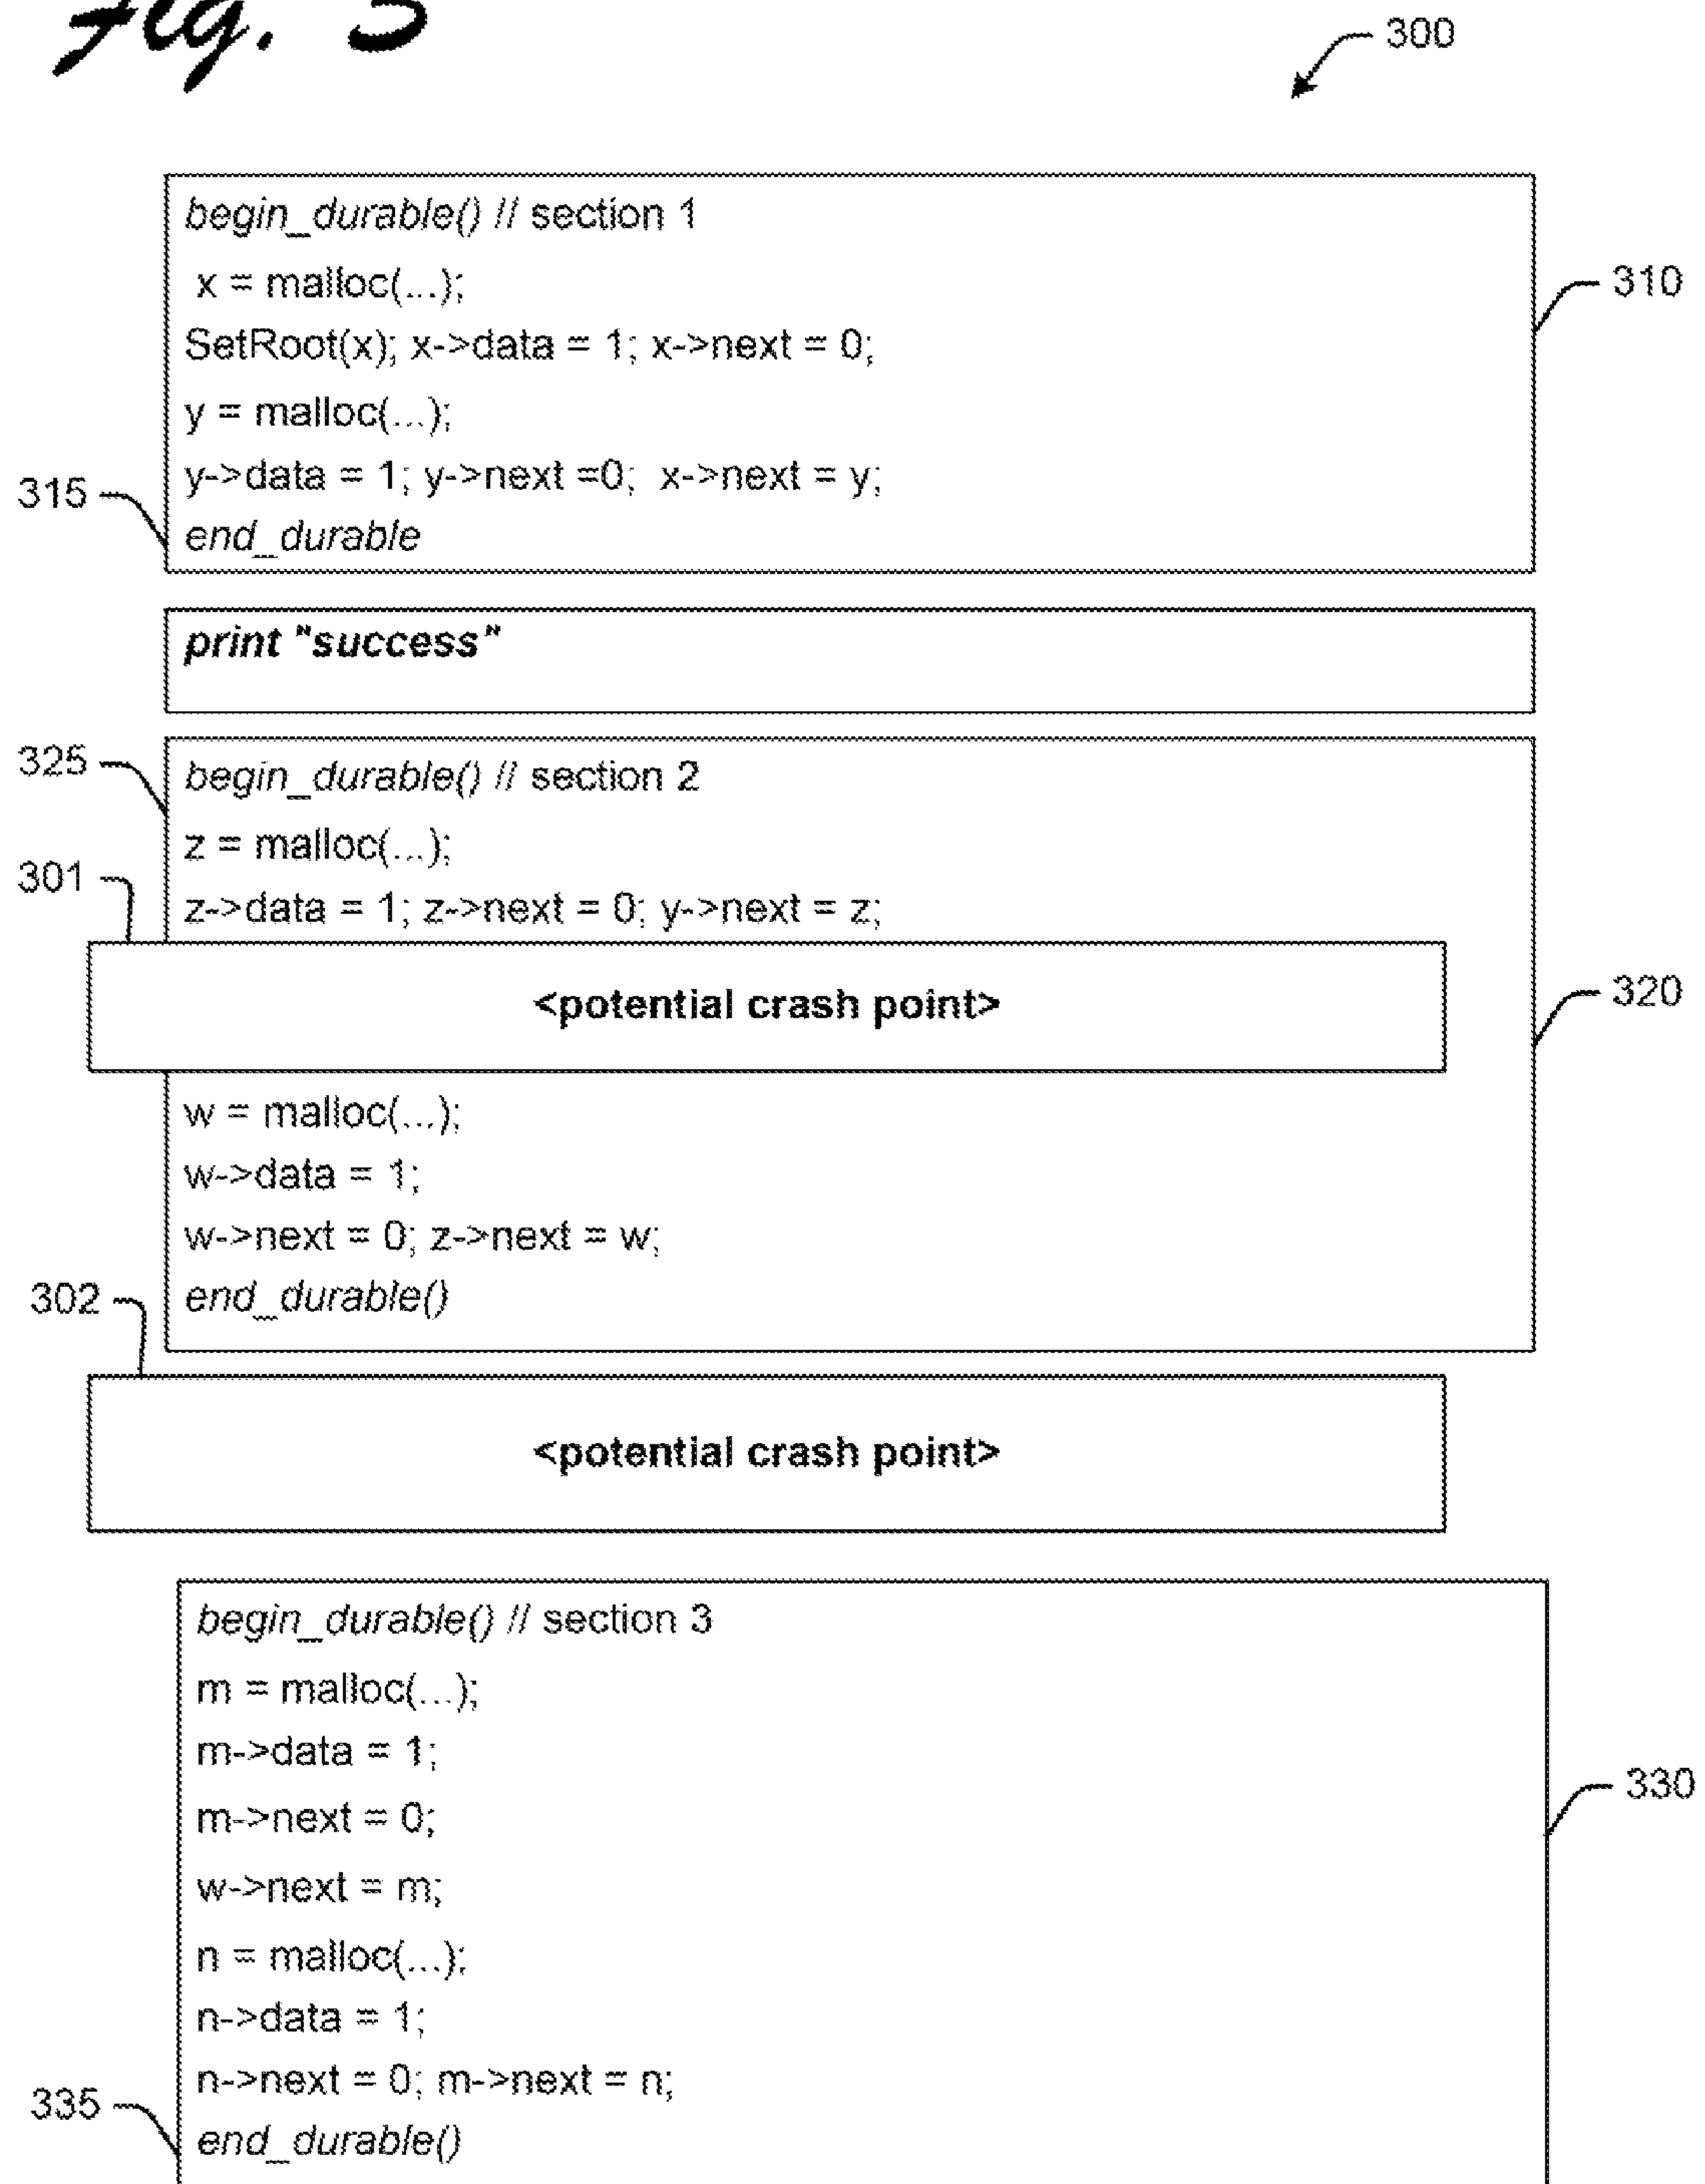 Fig. 3
300
begin_durable() // section 1
x = malloc(...);
310
SetRoot(x); x->data = 1; x->next = 0;
y = malloc(...);
y->data = 1; y->next =0;  x->next = y;
315
end_durable
print "success"
325
begin_durable() // section 2
z = malloc(...);
301
z->data = 1; z->next = 0; y->next = z;
<potential crash point>
320
w = malloc(...);
w->data = 1;
w->next = 0; z->next = w;
302
end_durable()
<potential crash point>
begin_durable() // section 3
m = malloc(...);
m->data = 1;
330
m->next = 0;
w->next = m;
n = malloc(...);
n->data = 1;
n->next = 0; m->next = n;
335
end_durable()